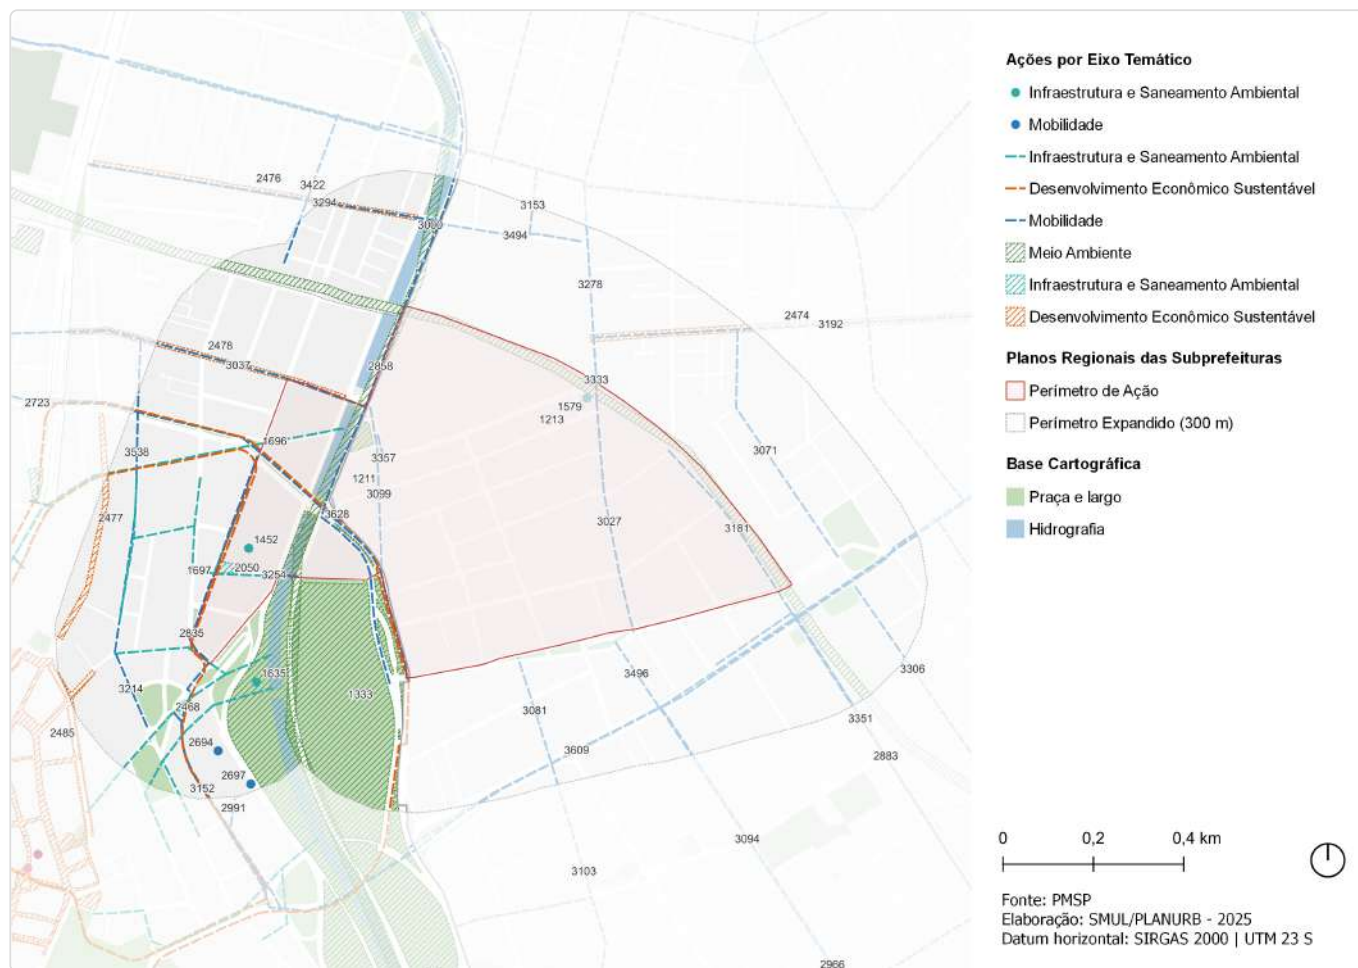 2476
3422
3294
3153
3000
3494
3278
2474
3192
2478
3037
2858
3333
2723
1579
1213
1696
3071
3538
3357
1211
3099
2477
3628
3027
3181
1452
2050
1697
3254
2835
3306
1635
1333
3496
3214
2468
3081
3351
2485
2694
3609
2883
2697
3152
2991
3094
3103
2966
Ações por Eixo Temático
Infraestrutura e Saneamento Ambiental
Mobilidade
Infraestrutura e Saneamento Ambiental
Desenvolvimento Econômico Sustentável
Mobilidade
Meio Ambiente
Infraestrutura e Saneamento Ambiental
Desenvolvimento Econômico Sustentável
Planos Regionais das Subprefeituras
Perímetro de Ação
Perímetro Expandido (300 m)
Base Cartográfica
Praça e largo
Hidrografia
0 0,2 0,4 km
Fonte: PMSP
Elaboração: SMUL/PLANURB - 2025
Datum horizontal: SIRGAS 2000 | UTM 23 S